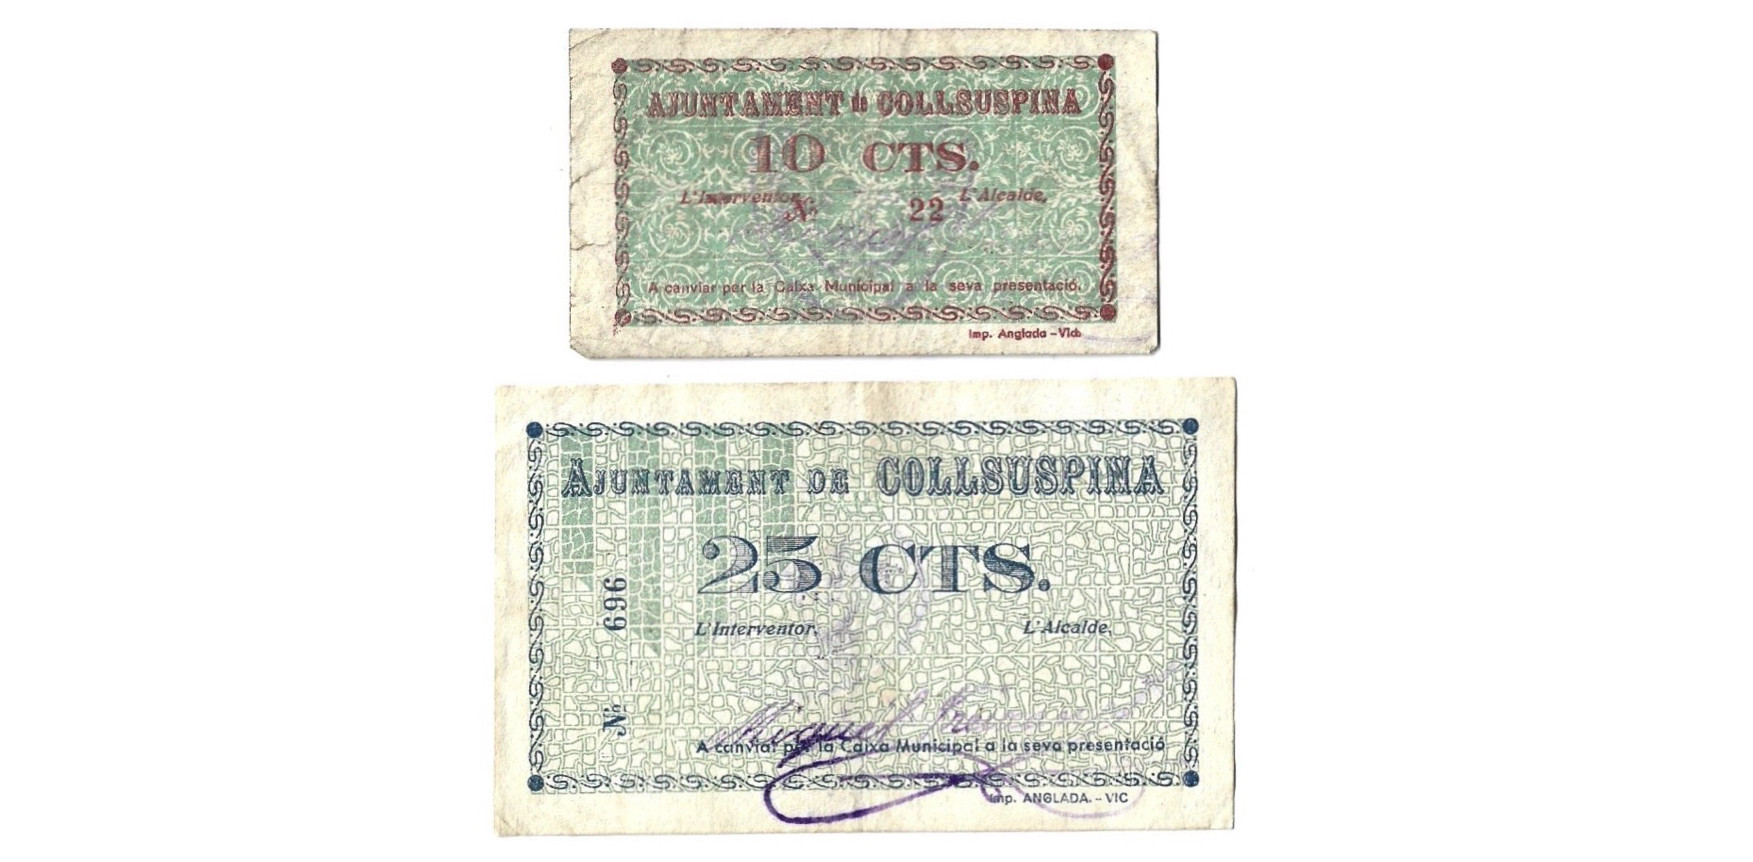 AJUNTAMENT de COLLSUSPINA
10 CTS.
L'Interventor, L'Alcalde,
Nº 22
A canviar per la Caixa Municipal a la seva presentació.
Imp. Anglada - Vich
AJUNTAMENT DE COLLSUSPINA
25 CTS.
Nº 696
L'Interventor, L'Alcalde,
Miquel
A canviar per la Caixa Municipal a la seva presentació
Imp. ANGLADA. - VIC